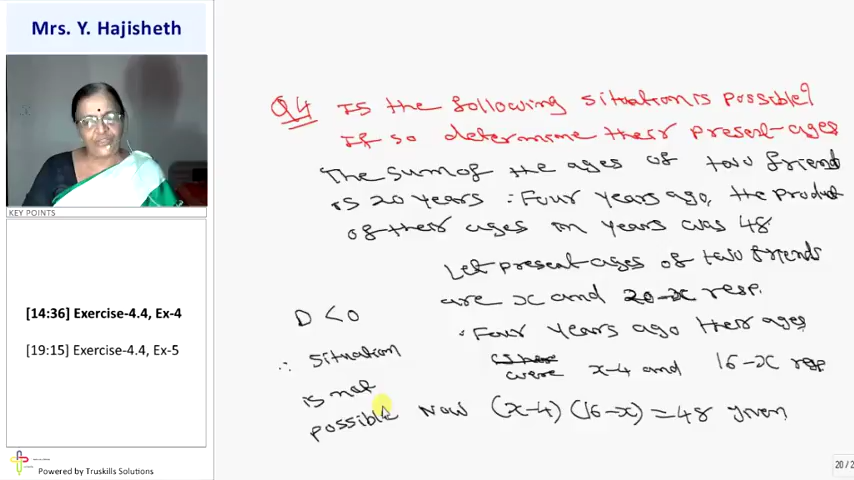 Mrs. Y. Hajisheth
KEY POINTS
[14:36] Exercise-4.4, Ex-4
[19:15] Exercise-4.4, Ex-5
Powered by Truskills Solutions
Q4 Is the following situation is possible?
If so determine their present ages
The sum of the ages of two friend
is 20 years. Four years ago, the product
of their ages in years was 48
Let present ages of two friends
are x and 20-x resp.
Four years ago their ages
were x-4 and 16-x resp
Now (x-4) (16-x) = 48 given
D < 0
∴ situation
is not
possible
20 / 2